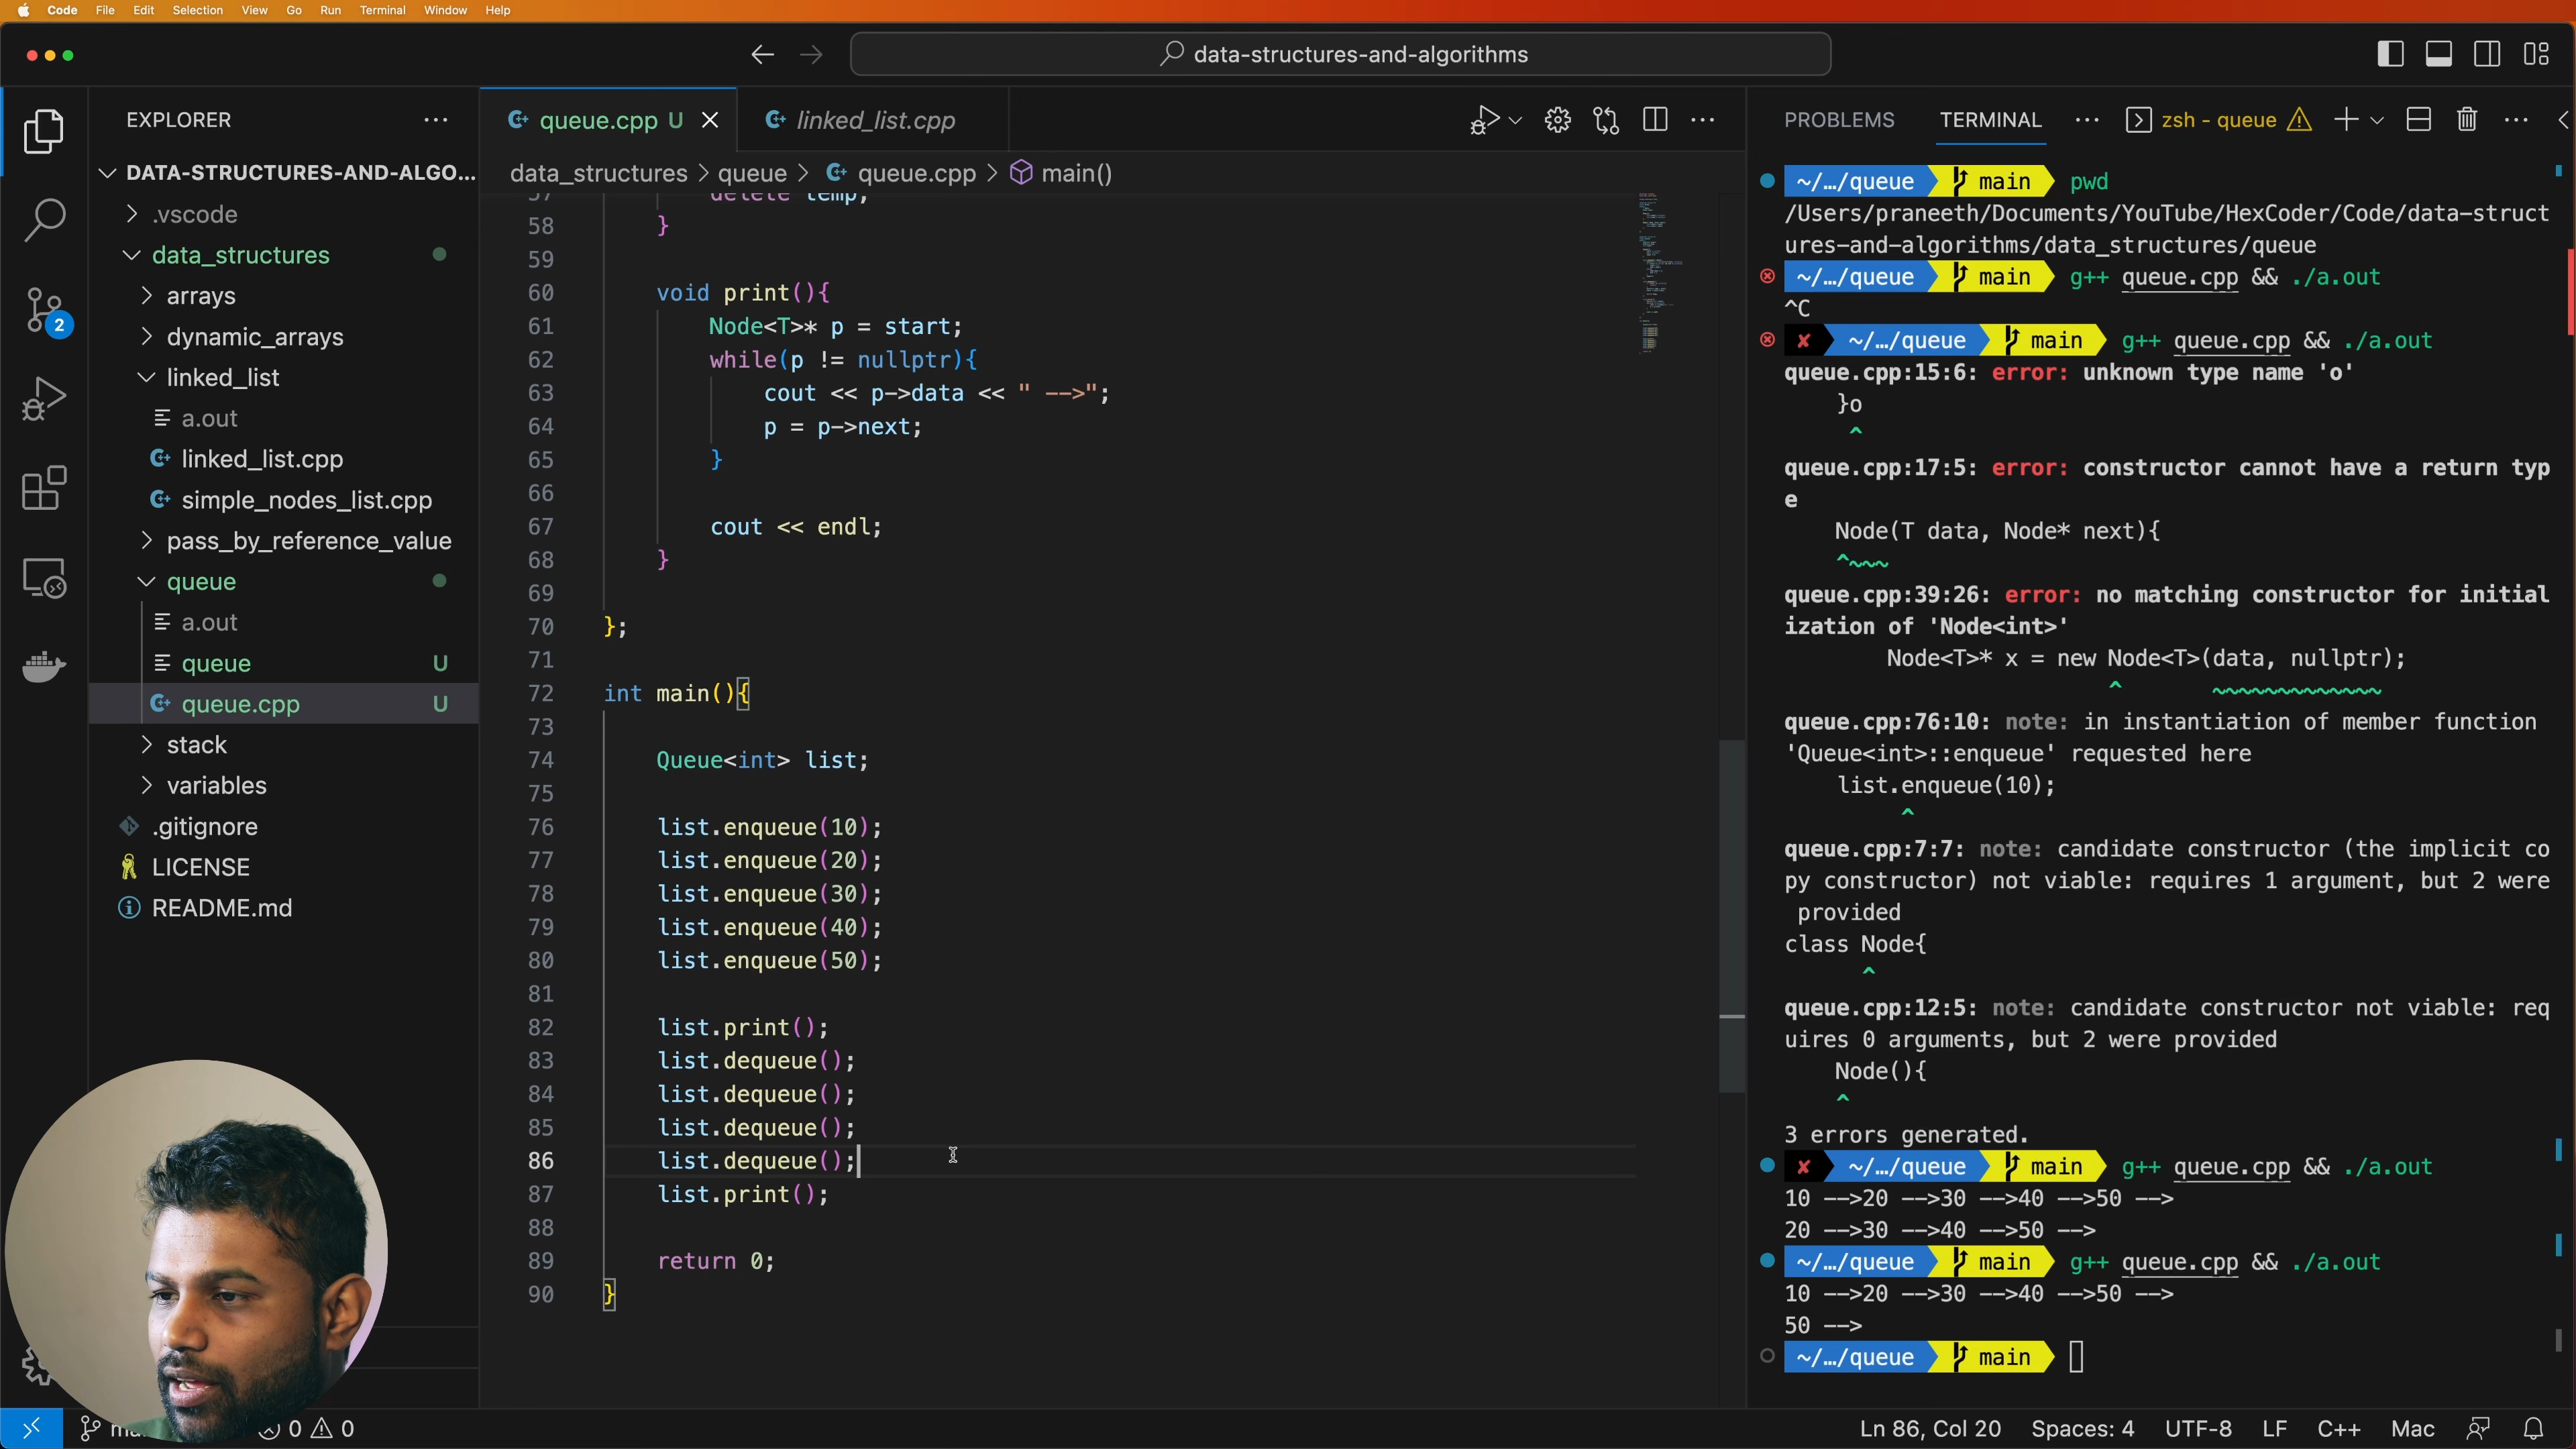 Code File Edit Selection View Go Run Terminal Window Help
data-structures-and-algorithms
EXPLORER
DATA-STRUCTURES-AND-ALGO...
.vscode
data_structures
arrays
dynamic_arrays
linked_list
a.out
linked_list.cpp
simple_nodes_list.cpp
pass_by_reference_value
queue
a.out
queue U
queue.cpp U
stack
variables
.gitignore
LICENSE
README.md
2
queue.cpp U
linked_list.cpp
data_structures > queue > queue.cpp > main()
57 delete temp;
58 }
59
60 void print(){
61 Node<T>* p = start;
62 while(p != nullptr){
63 cout << p->data << " -->";
64 p = p->next;
65 }
66
67 cout << endl;
68 }
69
70 };
71
72 int main(){
73
74 Queue<int> list;
75
76 list.enqueue(10);
77 list.enqueue(20);
78 list.enqueue(30);
79 list.enqueue(40);
80 list.enqueue(50);
81
82 list.print();
83 list.dequeue();
84 list.dequeue();
85 list.dequeue();
86 list.dequeue();
87 list.print();
88
89 return 0;
90 }
PROBLEMS TERMINAL zsh - queue
~/…/queue main pwd
/Users/praneeth/Documents/YouTube/HexCoder/Code/data-struct
ures-and-algorithms/data_structures/queue
~/…/queue main g++ queue.cpp && ./a.out
^C
✘ ~/…/queue main g++ queue.cpp && ./a.out
queue.cpp:15:6: error: unknown type name 'o'
}o
^
queue.cpp:17:5: error: constructor cannot have a return typ
e
Node(T data, Node* next){
^~~~
queue.cpp:39:26: error: no matching constructor for initial
ization of 'Node<int>'
Node<T>* x = new Node<T>(data, nullptr);
^ ~~~~~~~~~~~~~
queue.cpp:76:10: note: in instantiation of member function
'Queue<int>::enqueue' requested here
list.enqueue(10);
^
queue.cpp:7:7: note: candidate constructor (the implicit co
py constructor) not viable: requires 1 argument, but 2 were
provided
class Node{
^
queue.cpp:12:5: note: candidate constructor not viable: req
uires 0 arguments, but 2 were provided
Node(){
^
3 errors generated.
✘ ~/…/queue main g++ queue.cpp && ./a.out
10 -->20 -->30 -->40 -->50 -->
20 -->30 -->40 -->50 -->
~/…/queue main g++ queue.cpp && ./a.out
10 -->20 -->30 -->40 -->50 -->
50 -->
~/…/queue main
0 0
Ln 86, Col 20 Spaces: 4 UTF-8 LF C++ Mac